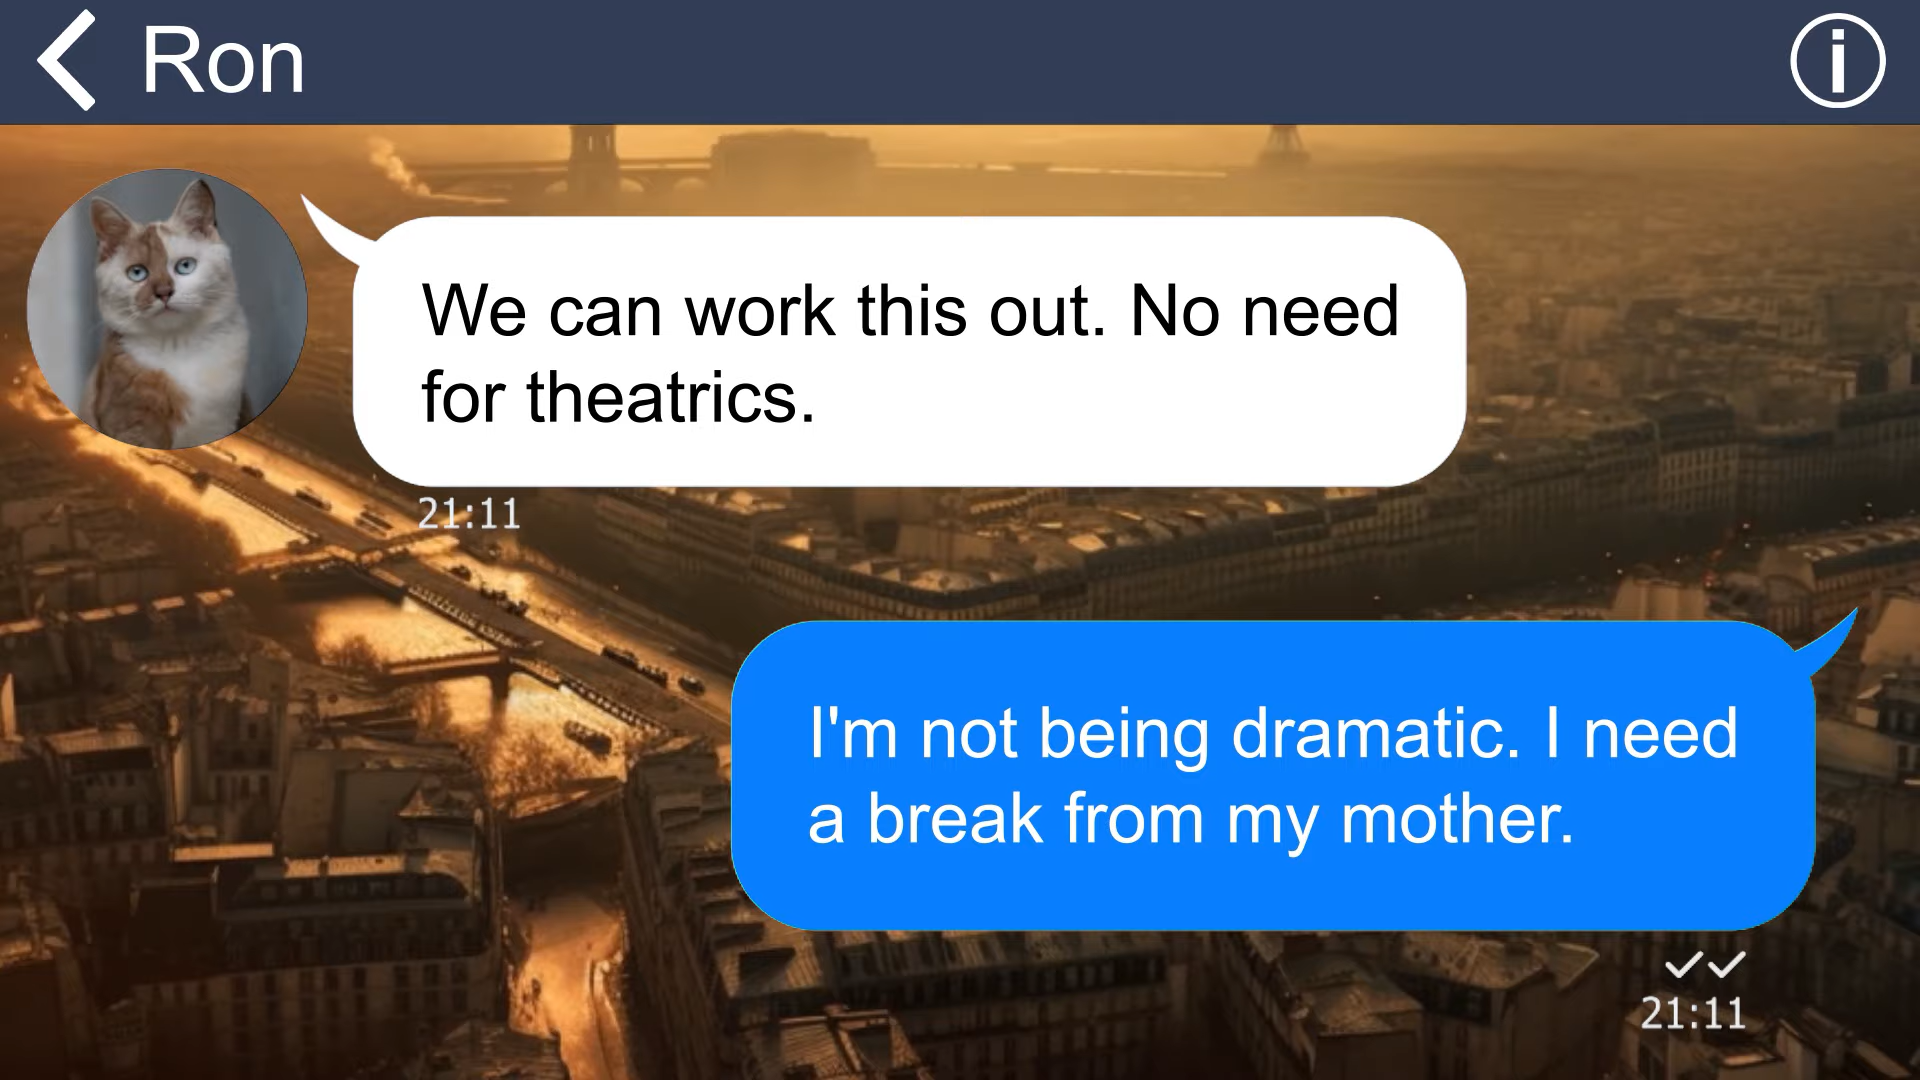 Ron
We can work this out. No need
for theatrics.
21:11
I'm not being dramatic. I need
a break from my mother.
21:11